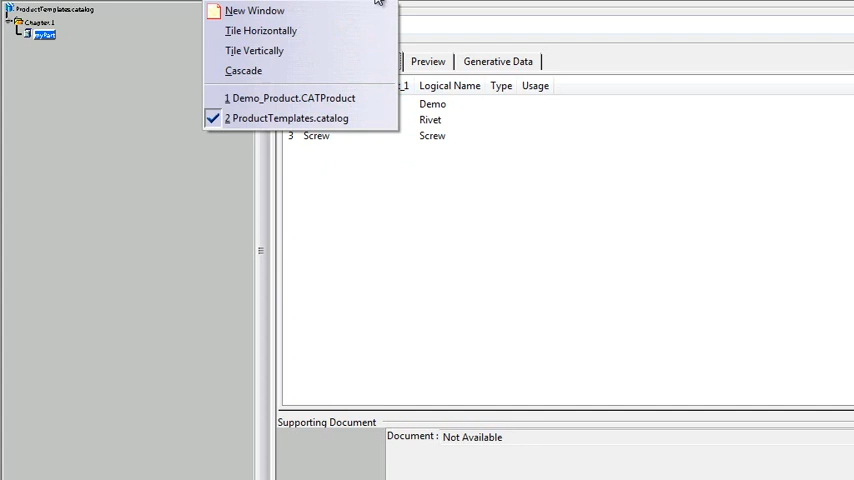 ProductTemplates.catalog
Chapter.1
myPart
New Window
Tile Horizontally
Tile Vertically
Cascade
1 Demo_Product.CATProduct
2 ProductTemplates.catalog
Preview Generative Data
_1 Logical Name Type Usage
Demo
Rivet
3 Screw Screw
Supporting Document
Document : Not Available